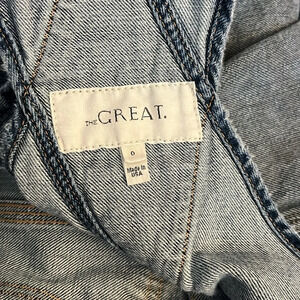 THE GREAT.
0
Made in
USA